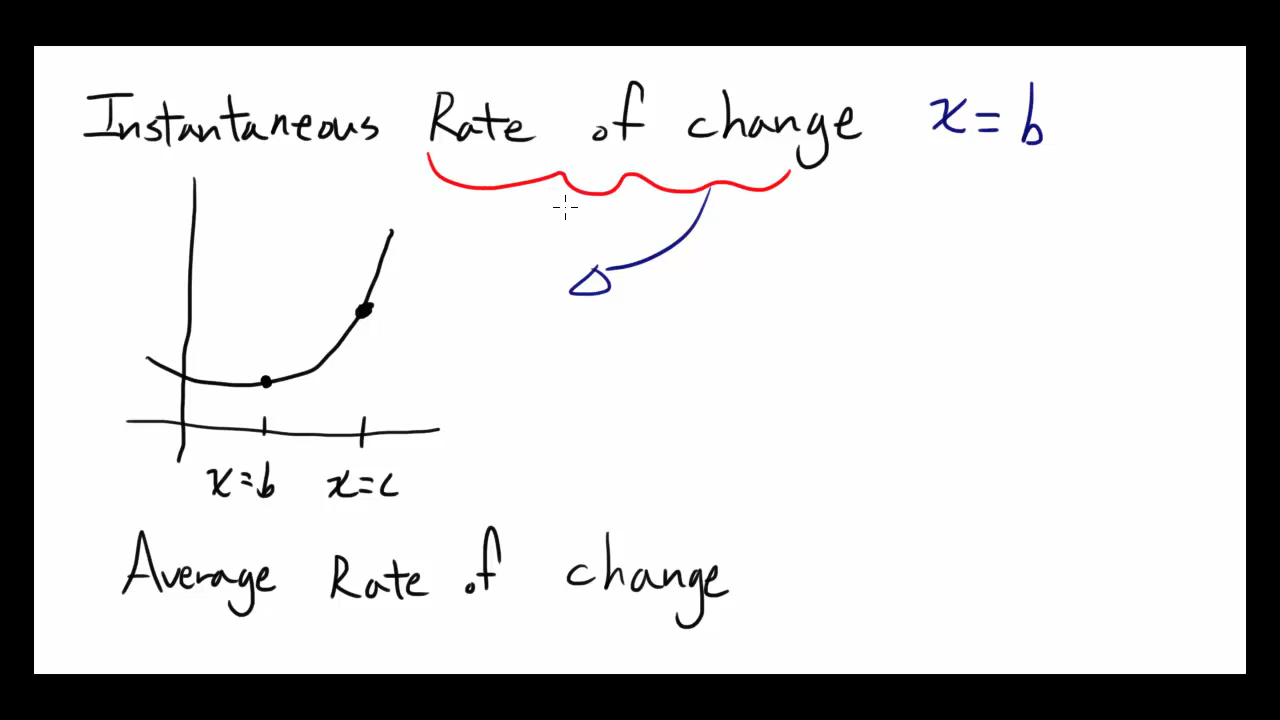 Instantaneous Rate of change x = b
Δ
x = b x = c
Average Rate of change